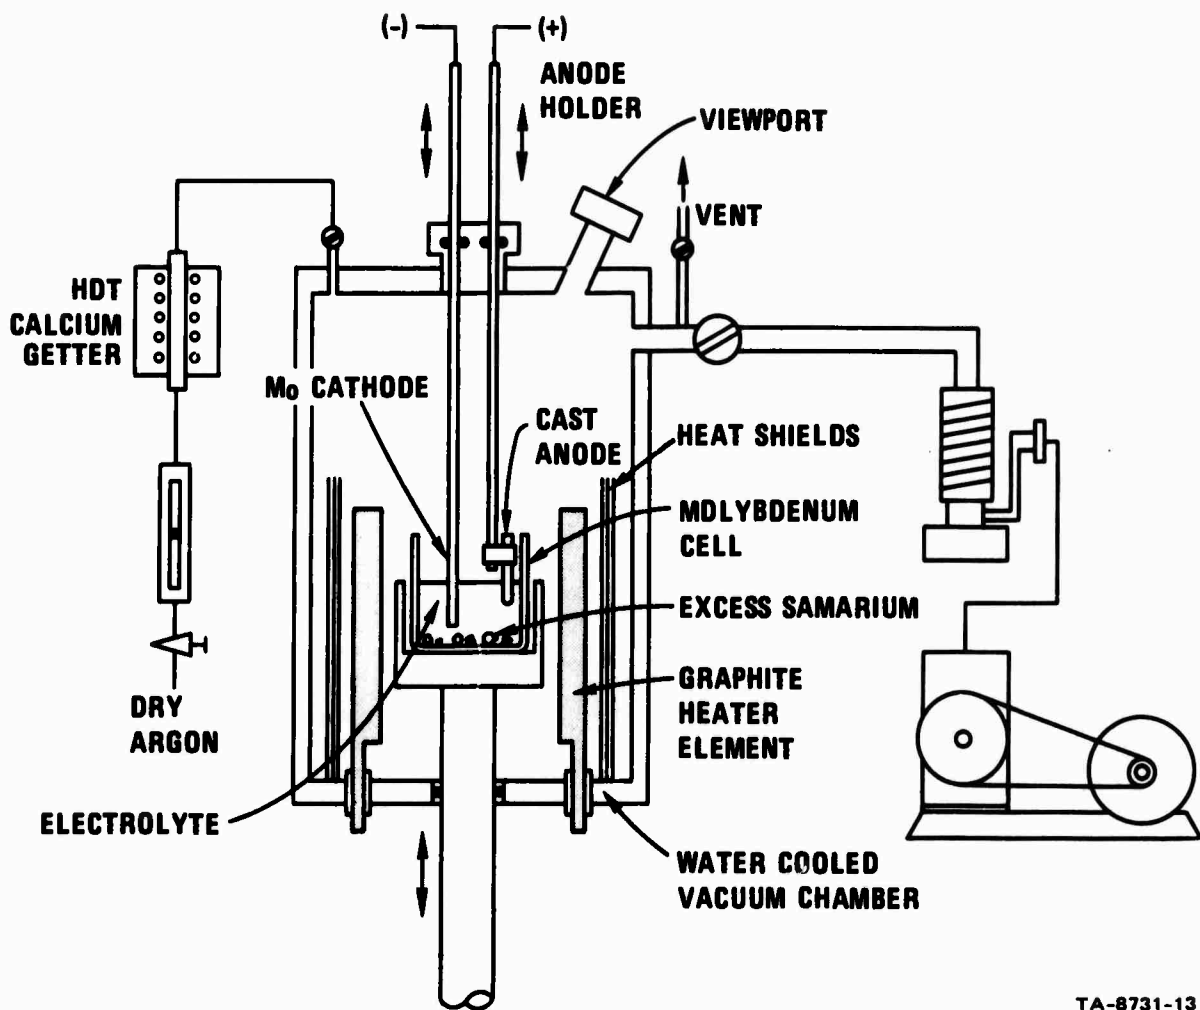 (-)
(+)
ANODE
HOLDER
VIEWPORT
VENT
HDT
CALCIUM
GETTER
Mo CATHODE
CAST
ANODE
HEAT SHIELDS
MDLYBDENUM
CELL
EXCESS SAMARIUM
GRAPHITE
HEATER
ELEMENT
DRY
ARGON
ELECTROLYTE
WATER COOLED
VACUUM CHAMBER
TA-8731-13